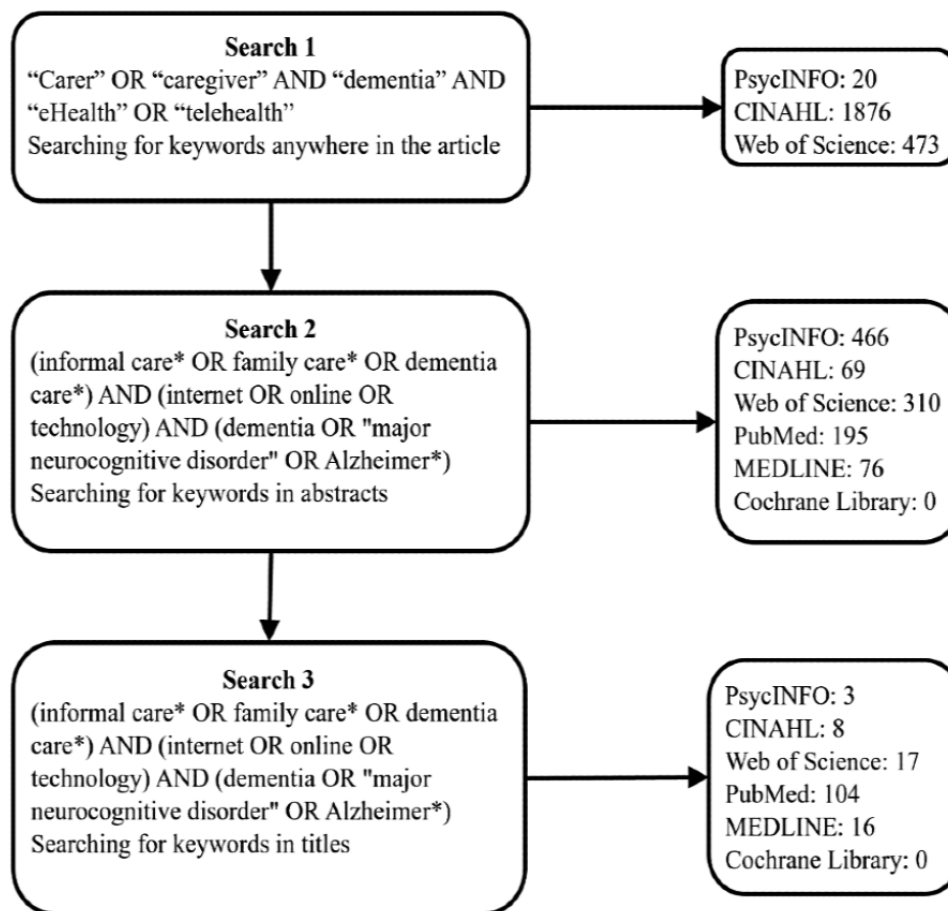 Search 1
“Carer” OR “caregiver” AND “dementia” AND
“eHealth” OR “telehealth”
Searching for keywords anywhere in the article
PsycINFO: 20
CINAHL: 1876
Web of Science: 473
Search 2
(informal care* OR family care* OR dementia
care*) AND (internet OR online OR
technology) AND (dementia OR "major
neurocognitive disorder" OR Alzheimer*)
Searching for keywords in abstracts
PsycINFO: 466
CINAHL: 69
Web of Science: 310
PubMed: 195
MEDLINE: 76
Cochrane Library: 0
Search 3
(informal care* OR family care* OR dementia
care*) AND (internet OR online OR
technology) AND (dementia OR "major
neurocognitive disorder" OR Alzheimer*)
Searching for keywords in titles
PsycINFO: 3
CINAHL: 8
Web of Science: 17
PubMed: 104
MEDLINE: 16
Cochrane Library: 0